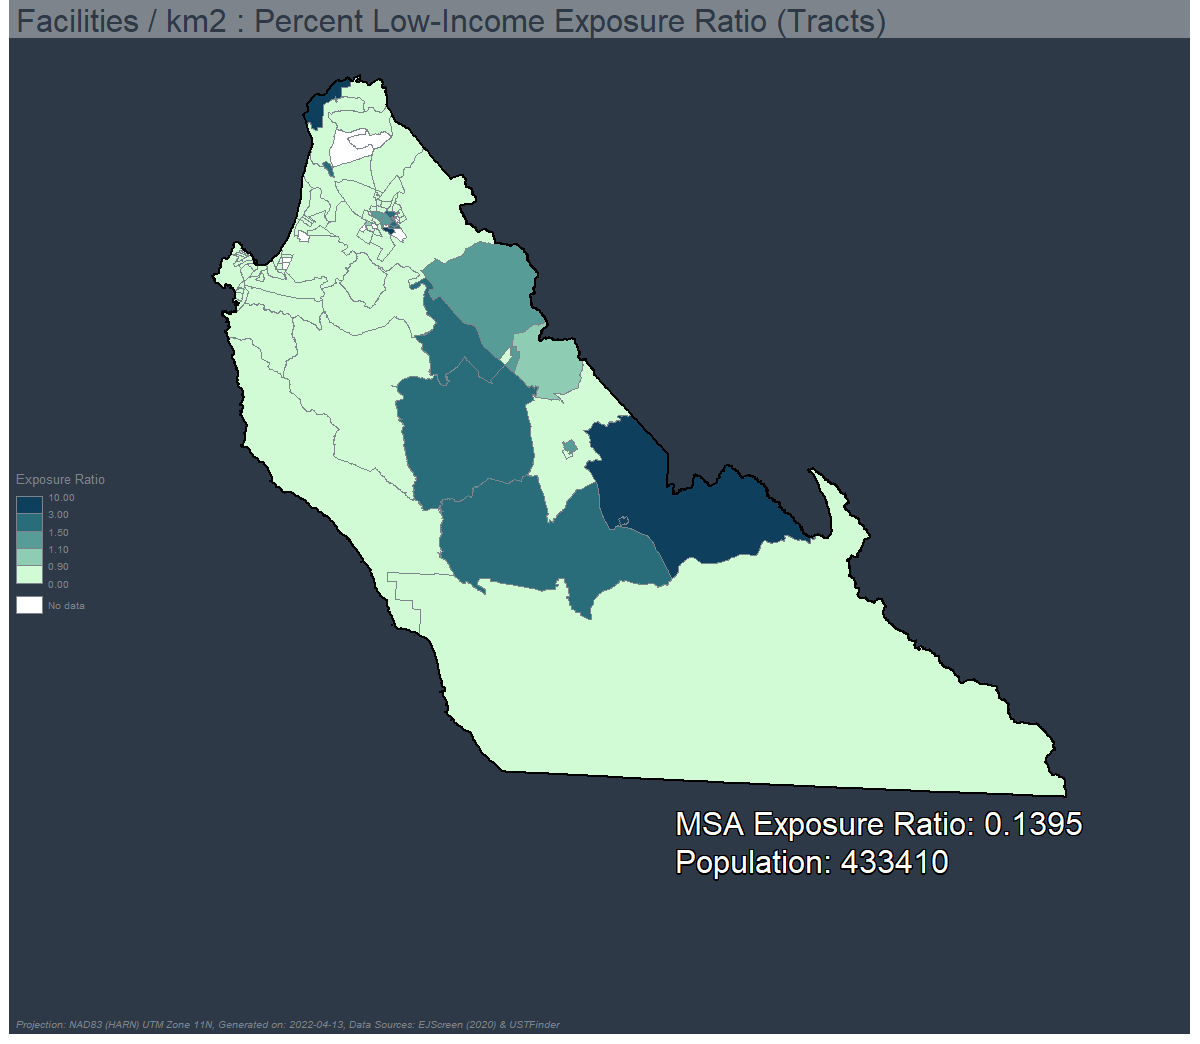 Facilities / km2 : Percent Low-Income Exposure Ratio (Tracts)
Exposure Ratio
10.00
3.00
1.50
1.10
0.90
0.00
No data
MSA Exposure Ratio: 0.1395
Population: 433410
Projection: NAD83 (HARN) UTM Zone 11N, Generated on: 2022-04-13, Data Sources: EJScreen (2020) & USTFinder